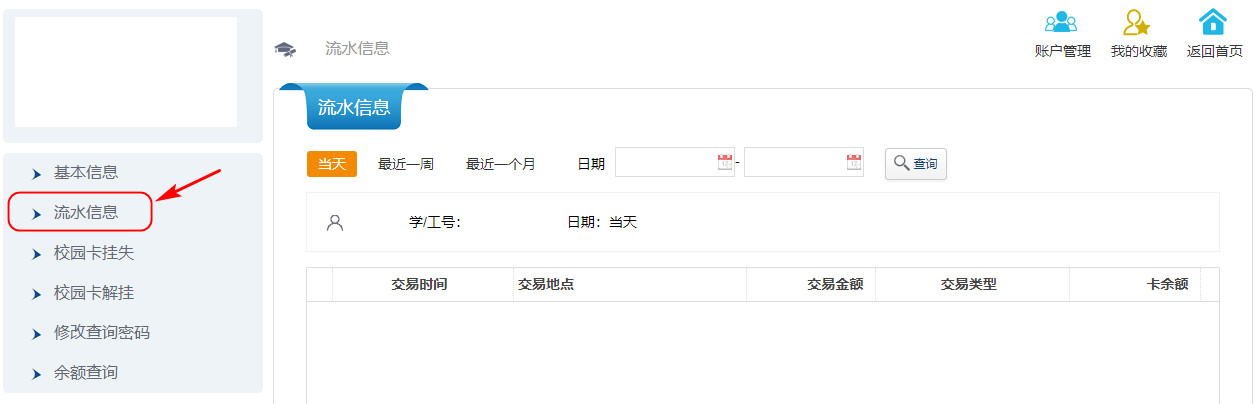 流水信息
账户管理 我的收藏 返回首页
流水信息
当天 最近一周 最近一个月 日期 - 查询
学/工号: 日期：当天
交易时间 交易地点 交易金额 交易类型 卡余额
基本信息
流水信息
校园卡挂失
校园卡解挂
修改查询密码
余额查询